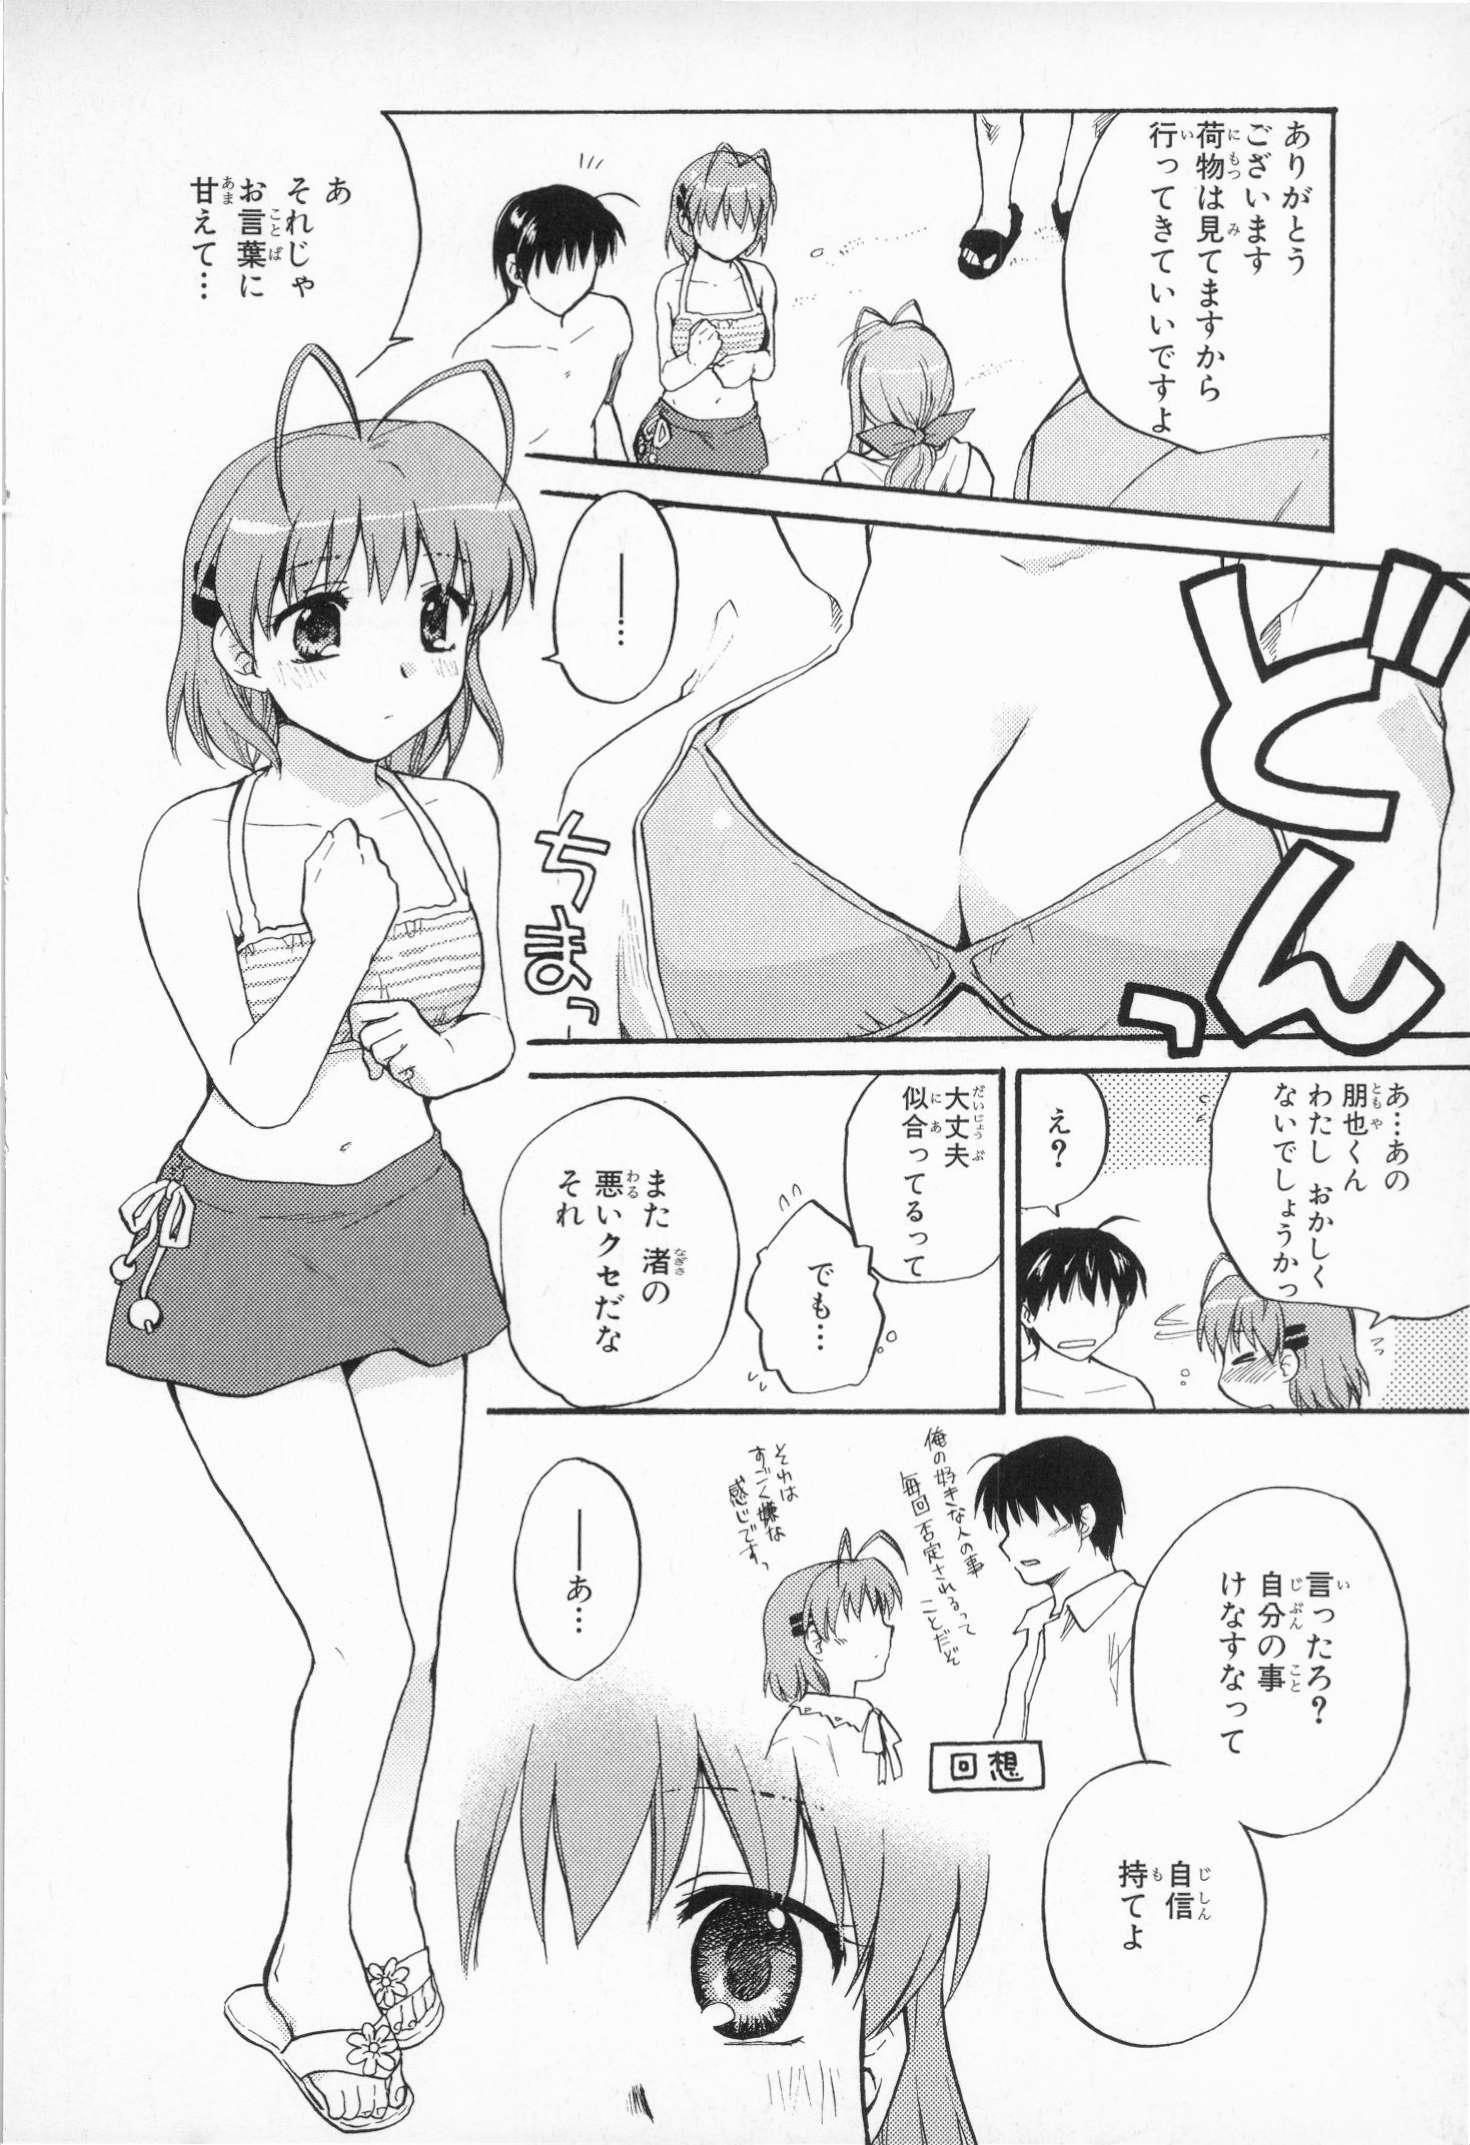 ありがとう
ございます
荷物は見てますから
行ってきていいですよ
あ
それじゃ
お言葉に
甘えて…
どんっ
――…
ちまっ
あ…あの
朋也くん
わたし おかしく
ないでしょうかっ
え?
大丈夫
似合ってるって
でも…
また 渚の
悪いクセだな
それ
言ったろ?
自分の事
けなすなって
俺の好きな人の事
毎回否定されるって
ことだぞ
それは
すごく嫌な
感じです。
回想
自信
持てよ
――あ…